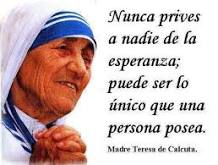 Nunca prives
a nadie de la
esperanza;
puede ser lo
único que una
persona posea.
Madre Teresa de Calcuta.